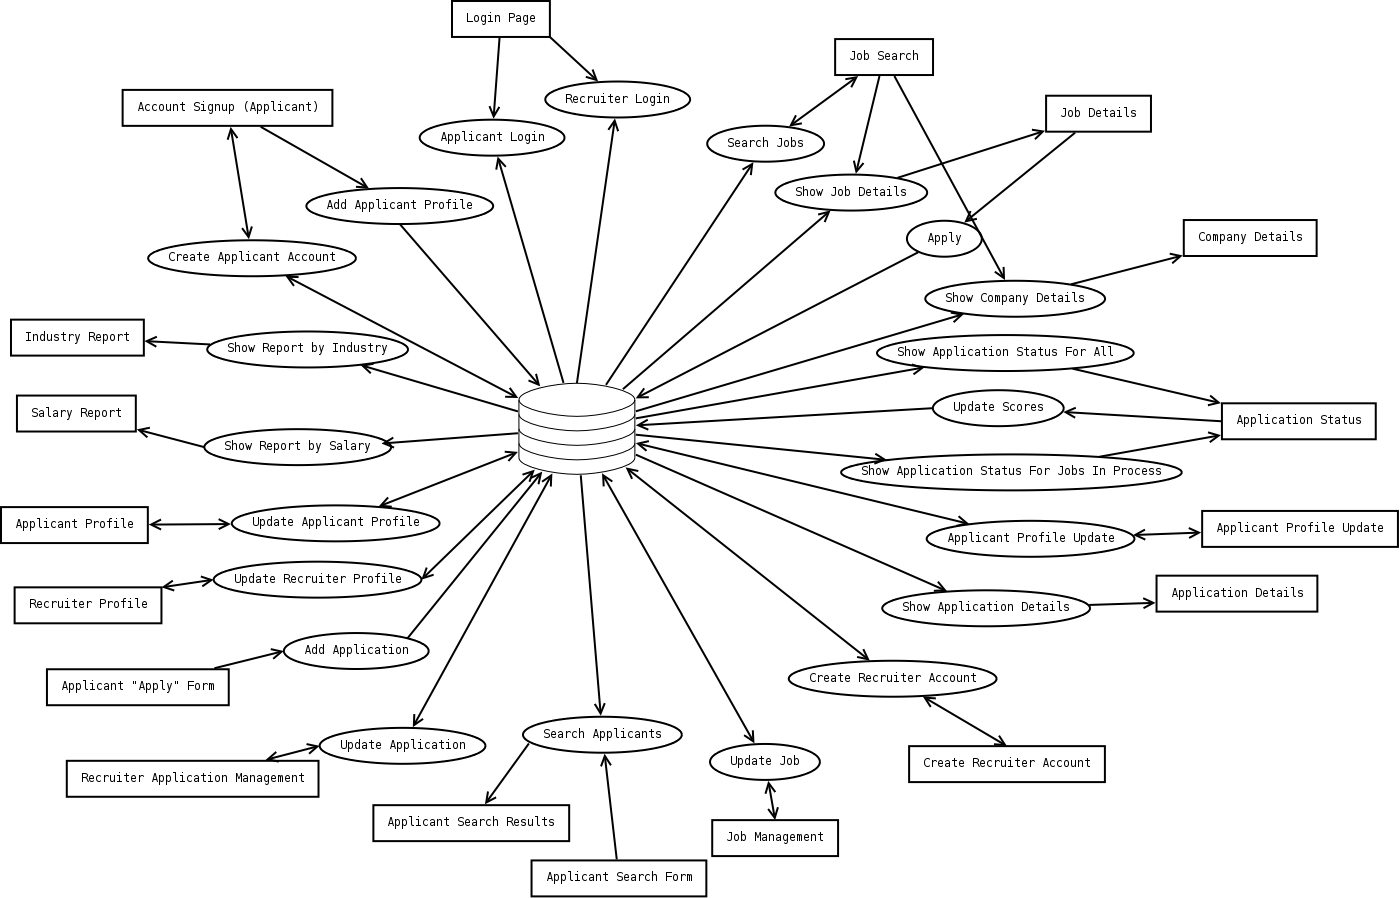 Login Page
Job Search
Recruiter Login
Account Signup (Applicant)
Job Details
Applicant Login
Search Jobs
Show Job Details
Add Applicant Profile
Apply
Company Details
Create Applicant Account
Show Company Details
Industry Report
Show Report by Industry
Show Application Status For All
Update Scores
Salary Report
Application Status
Show Report by Salary
Show Application Status For Jobs In Process
Applicant Profile
Update Applicant Profile
Applicant Profile Update
Applicant Profile Update
Update Recruiter Profile
Application Details
Recruiter Profile
Show Application Details
Add Application
Create Recruiter Account
Applicant "Apply" Form
Search Applicants
Update Application
Update Job
Create Recruiter Account
Recruiter Application Management
Applicant Search Results
Job Management
Applicant Search Form